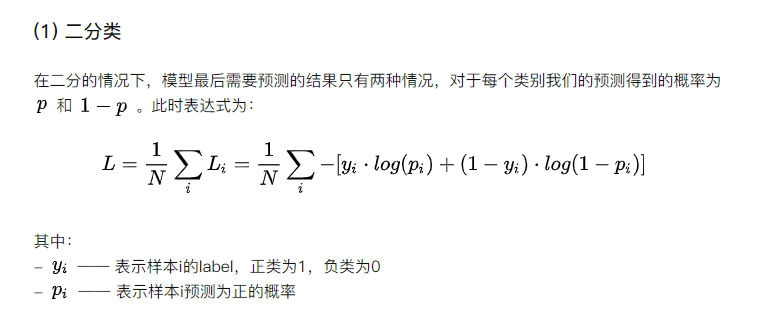 (1) 二分类
在二分的情况下，模型最后需要预测的结果只有两种情况，对于每个类别我们的预测得到的概率为
p 和 1 − p 。此时表达式为：
L = \frac{1}{N} \sum_{i} L_i = \frac{1}{N} \sum_{i} −[y_i · log(p_i) + (1 − y_i) · log(1 − p_i)]
其中：
– y_i —— 表示样本i的label，正类为1，负类为0
– p_i —— 表示样本i预测为正的概率